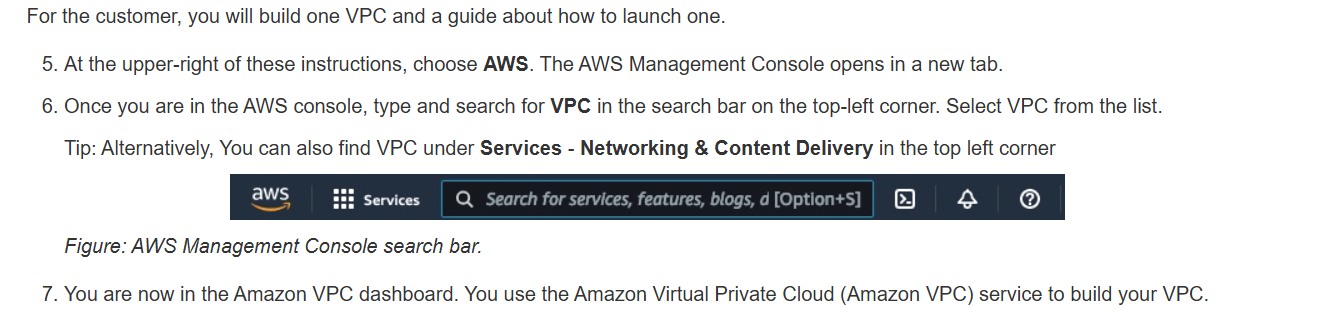 For the customer, you will build one VPC and a guide about how to launch one.
5. At the upper-right of these instructions, choose AWS. The AWS Management Console opens in a new tab.
6. Once you are in the AWS console, type and search for VPC in the search bar on the top-left corner. Select VPC from the list.
Tip: Alternatively, You can also find VPC under Services - Networking & Content Delivery in the top left corner
aws Services Search for services, features, blogs, d [Option+S]
Figure: AWS Management Console search bar.
7. You are now in the Amazon VPC dashboard. You use the Amazon Virtual Private Cloud (Amazon VPC) service to build your VPC.